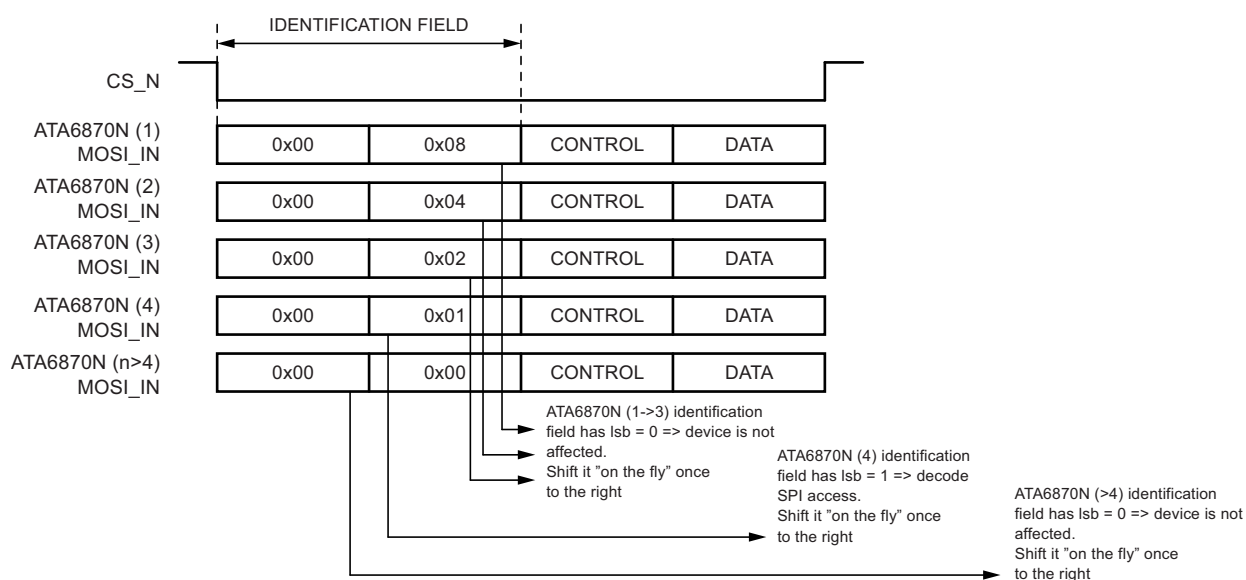 IDENTIFICATION FIELD
CS_N
ATA6870N (1)
MOSI_IN
0x00 0x08 CONTROL DATA
ATA6870N (2)
MOSI_IN
0x00 0x04 CONTROL DATA
ATA6870N (3)
MOSI_IN
0x00 0x02 CONTROL DATA
ATA6870N (4)
MOSI_IN
0x00 0x01 CONTROL DATA
ATA6870N (n>4)
MOSI_IN
0x00 0x00 CONTROL DATA
ATA6870N (1->3) identification
field has lsb = 0 => device is not
affected.
Shift it ”on the fly” once
to the right
ATA6870N (4) identification
field has lsb = 1 => decode
SPI access.
Shift it ”on the fly” once
to the right
ATA6870N (>4) identification
field has lsb = 0 => device is not
affected.
Shift it ”on the fly” once
to the right